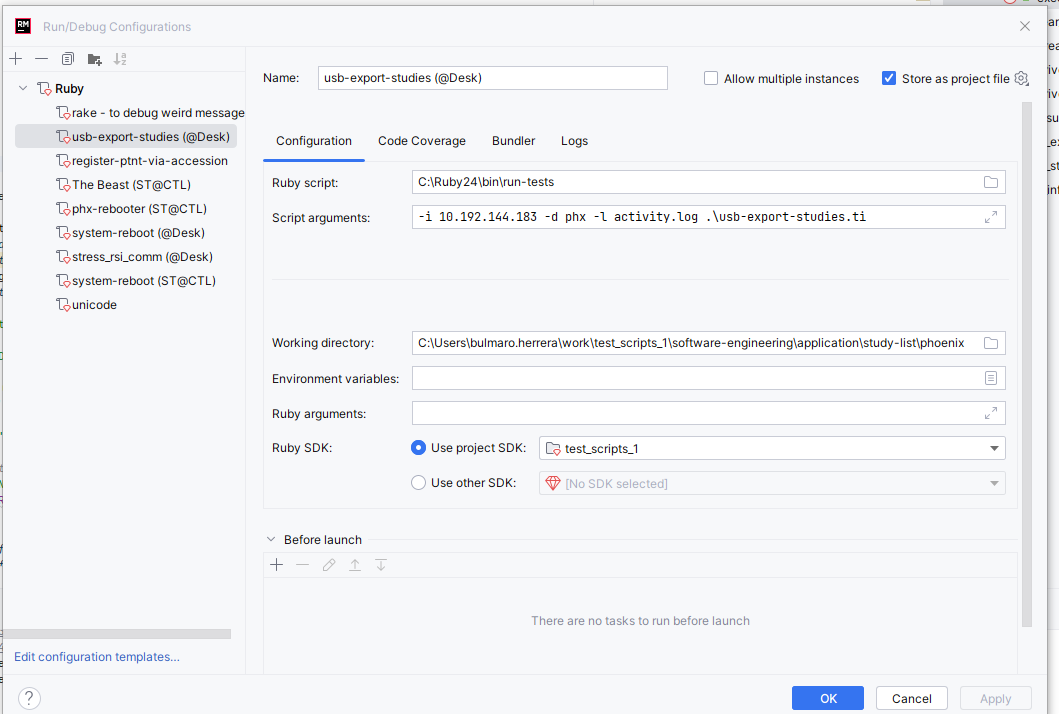 RM Run/Debug Configurations
Name: usb-export-studies (@Desk) Allow multiple instances Store as project file
Ruby
rake - to debug weird message
usb-export-studies (@Desk)
register-ptnt-via-accession
The Beast (ST@CTL)
phx-rebooter (ST@CTL)
system-reboot (@Desk)
stress_rsi_comm (@Desk)
system-reboot (ST@CTL)
unicode
Edit configuration templates...
Configuration Code Coverage Bundler Logs
Ruby script: C:\Ruby24\bin\run-tests
Script arguments: -i 10.192.144.183 -d phx -l activity.log .\usb-export-studies.ti
Working directory: C:\Users\bulmaro.herrera\work\test_scripts_1\software-engineering\application\study-list\phoenix
Environment variables:
Ruby arguments:
Ruby SDK: Use project SDK: test_scripts_1
Use other SDK: [No SDK selected]
Before launch
There are no tasks to run before launch
? OK Cancel Apply